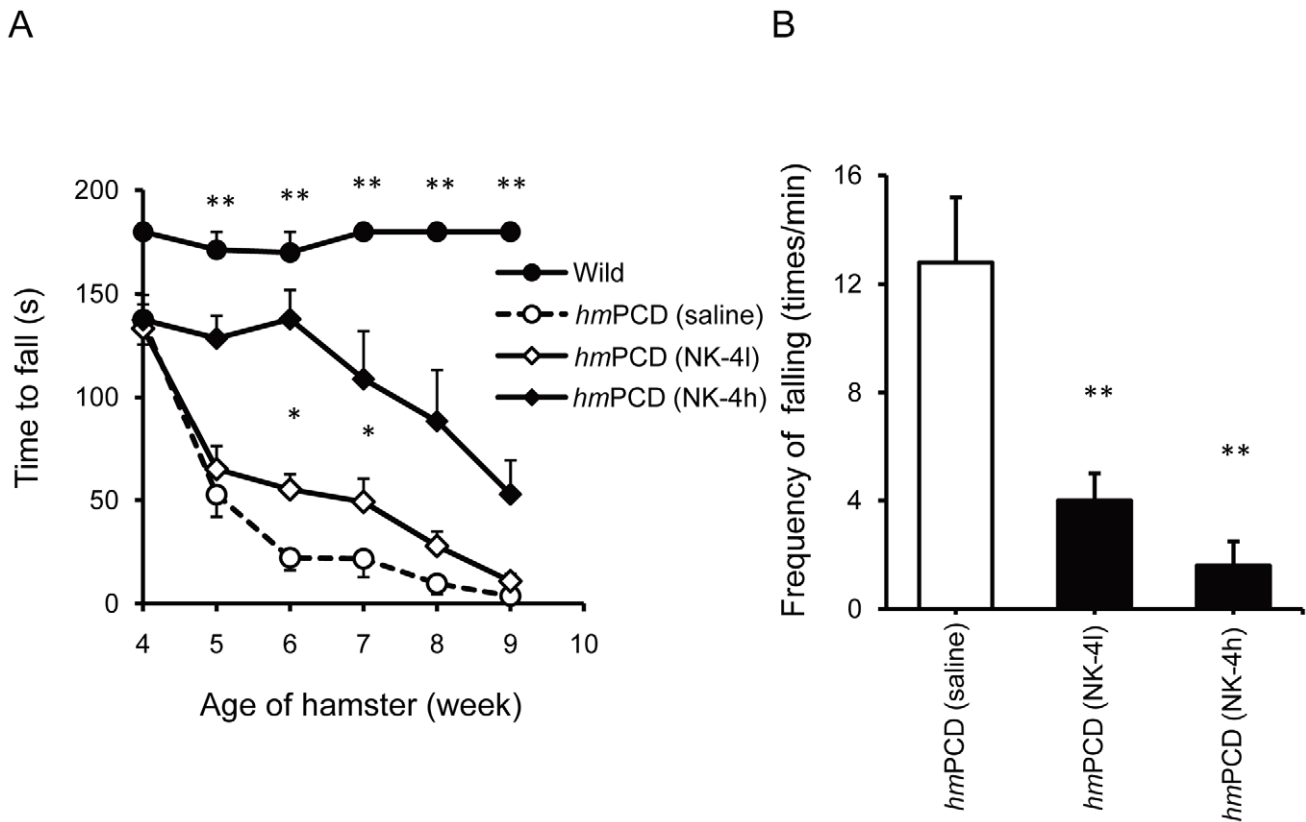 A
B
Time to fall (s)
200
150
100
50
0
** ** ** ** **
* *
4 5 6 7 8 9 10
Age of hamster (week)
Wild
hmPCD (saline)
hmPCD (NK-4l)
hmPCD (NK-4h)
Frequency of falling (times/min)
16
12
8
4
0
**
**
hmPCD (saline)
hmPCD (NK-4l)
hmPCD (NK-4h)